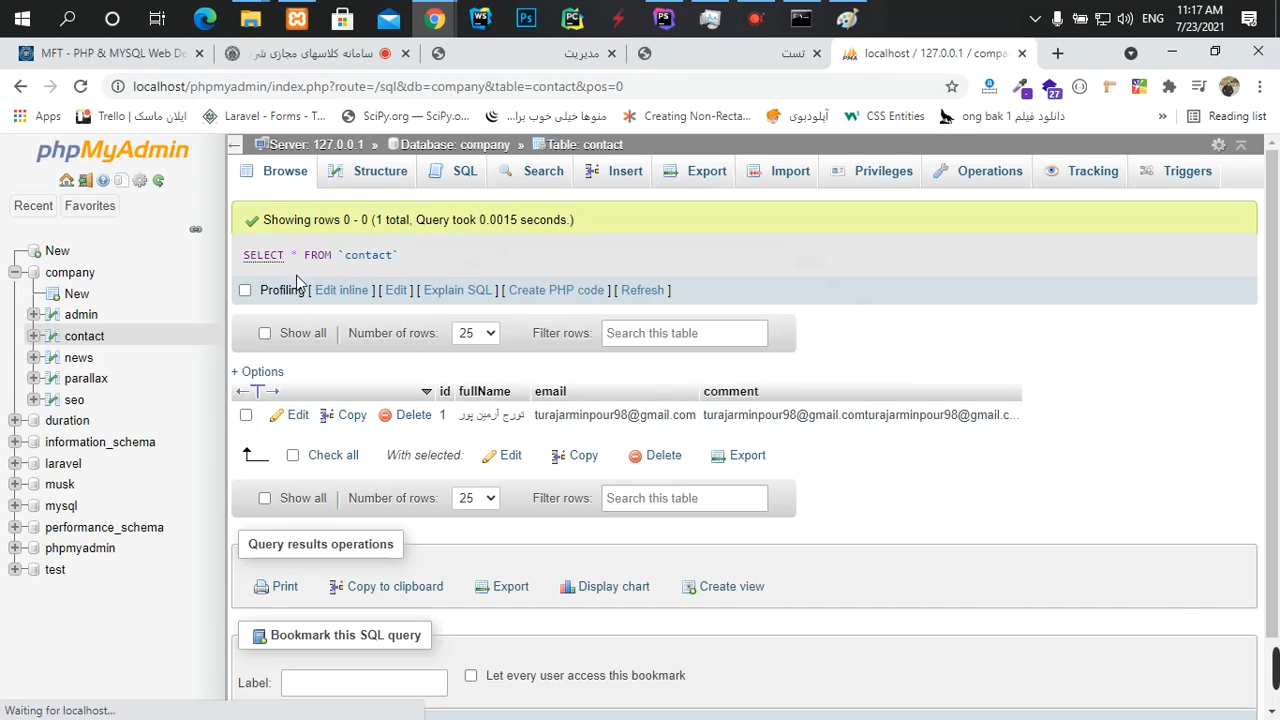 11:17 AM
ENG
7/23/2021
MFT - PHP & MYSQL Web De
سامانه کلاسهای مجازی شر
مدیریت
تست
localhost / 127.0.0.1 / compa
localhost/phpmyadmin/index.php?route=/sql&db=company&table=contact&pos=0
27
Apps
Trello | ایلان ماسک
Laravel - Forms - T...
SciPy.org — SciPy.o...
منوها خیلی خوب برا...
Creating Non-Recta...
آپلودبوی
CSS Entities
دانلود فیلم ong bak 1
»
Reading list
phpMyAdmin
Recent
Favorites
New
company
New
admin
contact
news
parallax
seo
duration
information_schema
laravel
musk
mysql
performance_schema
phpmyadmin
test
Server: 127.0.0.1 » Database: company » Table: contact
Browse Structure SQL Search Insert Export Import Privileges Operations Tracking Triggers
Showing rows 0 - 0 (1 total, Query took 0.0015 seconds.)
SELECT * FROM `contact`
Profiling [ Edit inline ] [ Edit ] [ Explain SQL ] [ Create PHP code ] [ Refresh ]
Show all Number of rows: 25 Filter rows: Search this table
+ Options
id fullName email comment
Edit Copy Delete 1 تورج آرمین پور turajarminpour98@gmail.com turajarminpour98@gmail.comturajarminpour98@gmail.c...
Check all With selected: Edit Copy Delete Export
Show all Number of rows: 25 Filter rows: Search this table
Query results operations
Print Copy to clipboard Export Display chart Create view
Bookmark this SQL query
Label: Let every user access this bookmark
Waiting for localhost...